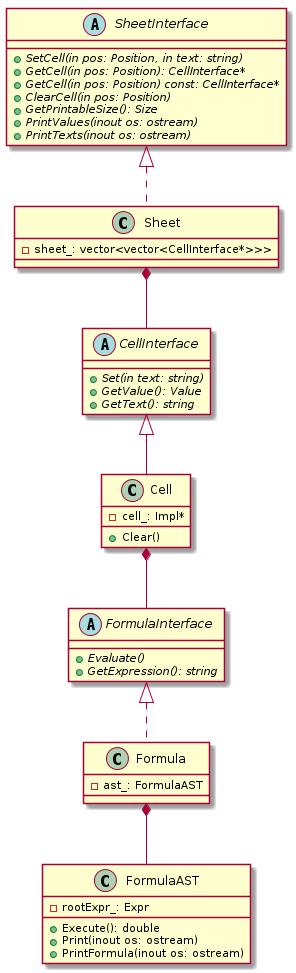 A SheetInterface
SetCell(in pos: Position, in text: string)
GetCell(in pos: Position): CellInterface*
GetCell(in pos: Position) const: CellInterface*
ClearCell(in pos: Position)
GetPrintableSize(): Size
PrintValues(inout os: ostream)
PrintTexts(inout os: ostream)
C Sheet
sheet_: vector<vector<CellInterface*>>>
A CellInterface
Set(in text: string)
GetValue(): Value
GetText(): string
C Cell
cell_: Impl*
Clear()
A FormulaInterface
Evaluate()
GetExpression(): string
C Formula
ast_: FormulaAST
C FormulaAST
rootExpr_: Expr
Execute(): double
Print(inout os: ostream)
PrintFormula(inout os: ostream)